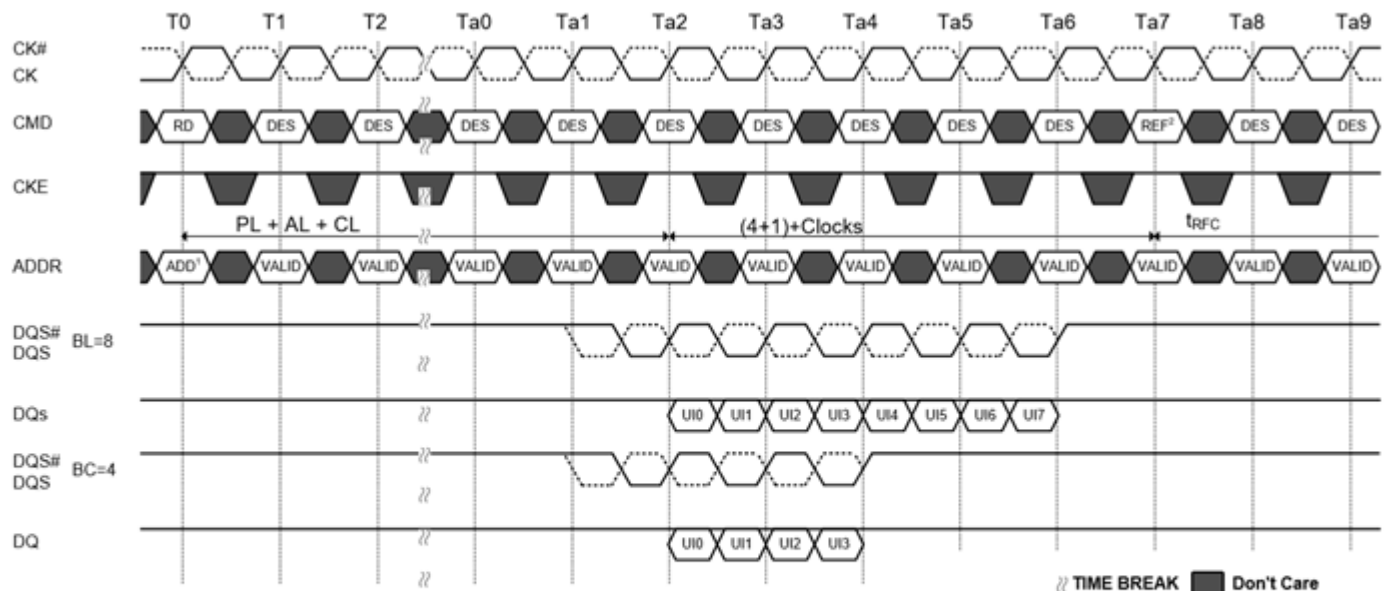 T0 T1 T2 Ta0 Ta1 Ta2 Ta3 Ta4 Ta5 Ta6 Ta7 Ta8 Ta9
CK#
CK
CMD RD DES DES DES DES DES DES DES DES DES REF² DES DES
CKE
PL + AL + CL (4+1)+Clocks tRFC
ADDR ADD¹ VALID VALID VALID VALID VALID VALID VALID VALID VALID VALID VALID VALID
DQS# BL=8
DQS
DQs UI0 UI1 UI2 UI3 UI4 UI5 UI6 UI7
DQS# BC=4
DQS
DQ UI0 UI1 UI2 UI3
TIME BREAK Don't Care